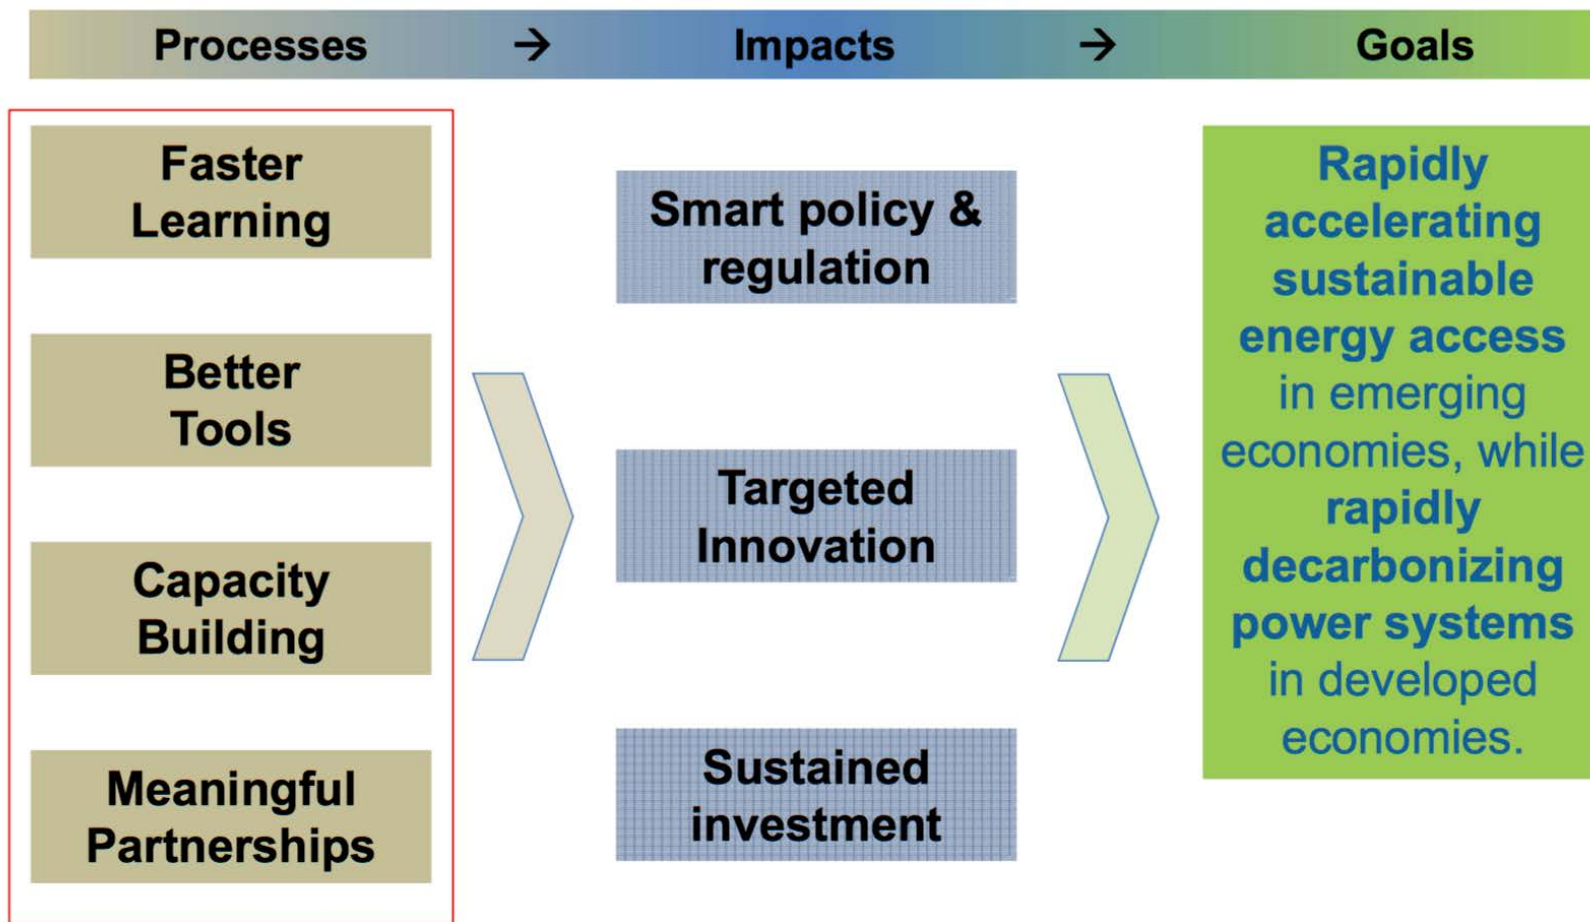 Processes → Impacts → Goals
Faster
Learning
Better
Tools
Capacity
Building
Meaningful
Partnerships
Smart policy &
regulation
Targeted
Innovation
Sustained
investment
Rapidly
accelerating
sustainable
energy access
in emerging
economies, while
rapidly
decarbonizing
power systems
in developed
economies.